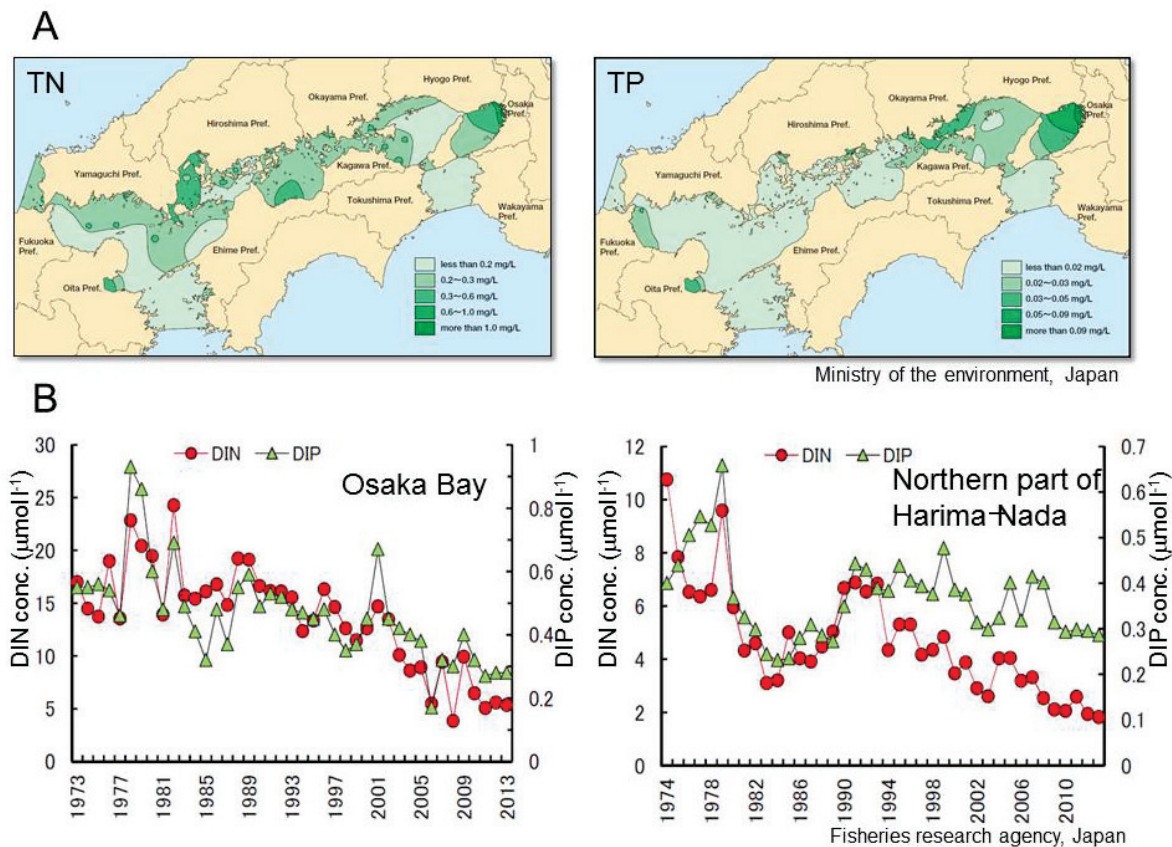 A
TN
Hyogo Pref.
Okayama Pref.
Osaka Pref.
Hiroshima Pref.
Yamaguchi Pref.
Kagawa Pref.
Tokushima Pref.
Wakayama Pref.
Fukuoka Pref.
Ehime Pref.
Oita Pref.
less than 0.2 mg/L
0.2〜0.3 mg/L
0.3〜0.6 mg/L
0.6〜1.0 mg/L
more than 1.0 mg/L
TP
Hyogo Pref.
Okayama Pref.
Osaka Pref.
Hiroshima Pref.
Yamaguchi Pref.
Kagawa Pref.
Tokushima Pref.
Wakayama Pref.
Fukuoka Pref.
Ehime Pref.
Oita Pref.
less than 0.02 mg/L
0.02〜0.03 mg/L
0.03〜0.05 mg/L
0.05〜0.09 mg/L
more than 0.09 mg/L
Ministry of the environment, Japan
B
DIN DIP
Osaka Bay
DIN conc. (μmol l-1)
30
25
20
15
10
5
0
DIP conc. (μmol l-1)
1
0.8
0.6
0.4
0.2
0
1973 1977 1981 1985 1989 1993 1997 2001 2005 2009 2013
DIN DIP
Northern part of
Harima-Nada
DIN conc. (μmol l-1)
12
10
8
6
4
2
0
DIP conc. (μmol l-1)
0.7
0.6
0.5
0.4
0.3
0.2
0.1
0
1974 1978 1982 1986 1990 1994 1998 2002 2006 2010
Fisheries research agency, Japan